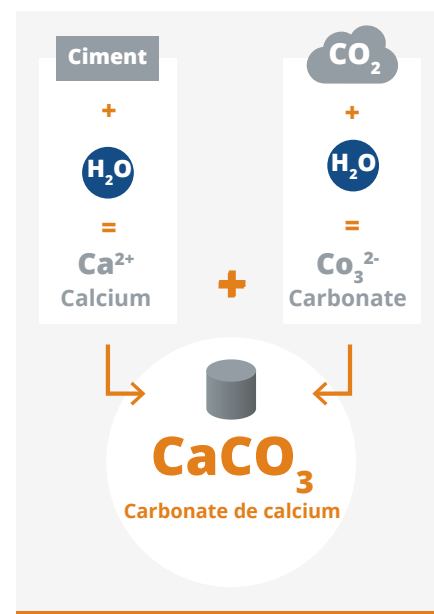 Ciment
+
H₂O
=
Ca²⁺
Calcium
+
CO₂
+
H₂O
=
Co₃²⁻
Carbonate
CaCO₃
Carbonate de calcium